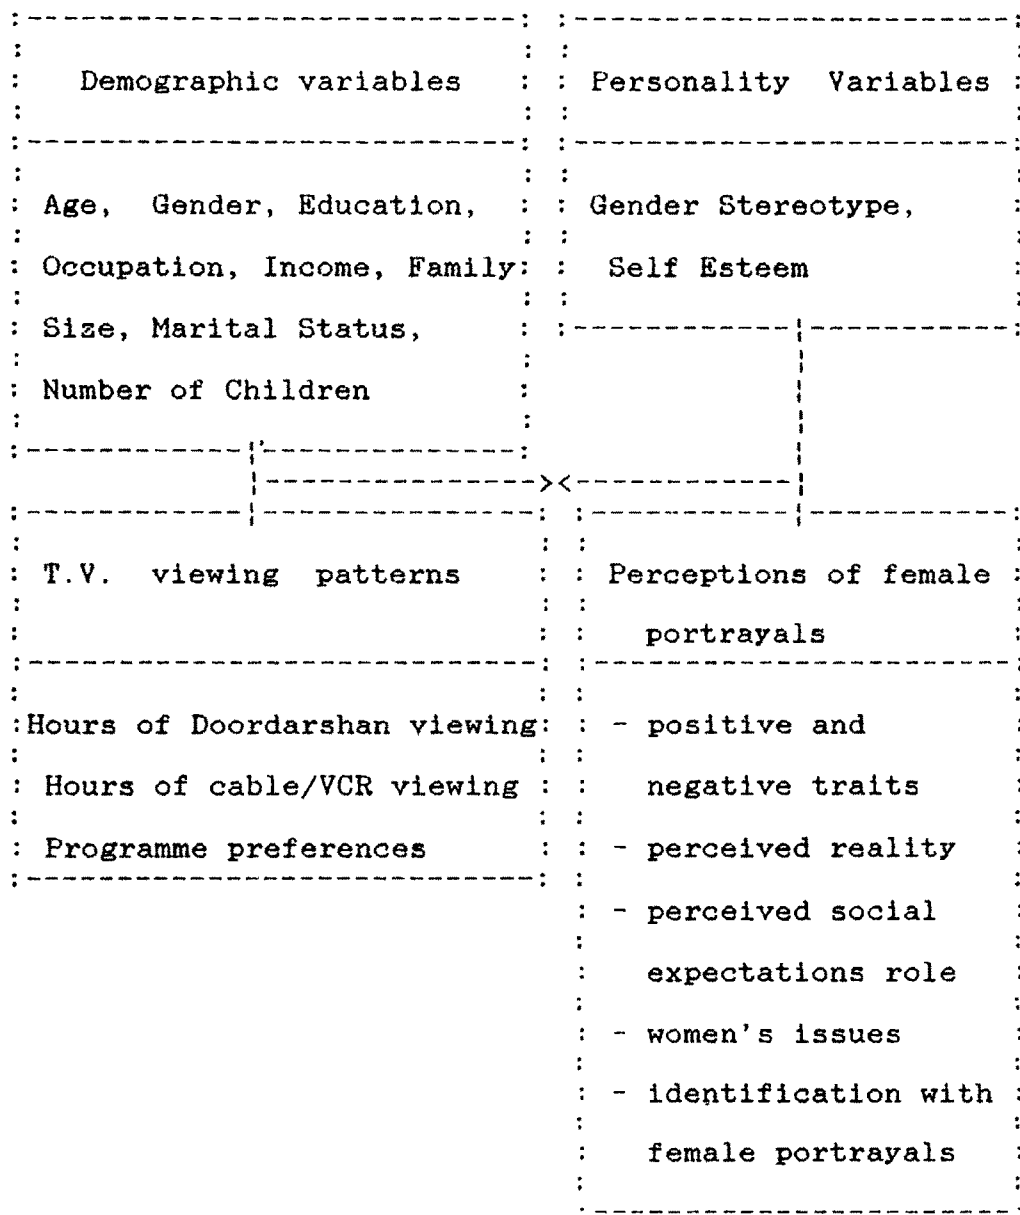 Demographic variables
Age, Gender, Education,
Occupation, Income, Family
Size, Marital Status,
Number of Children
Personality Variables
Gender Stereotype,
Self Esteem
T.V. viewing patterns
Hours of Doordarshan viewing
Hours of cable/VCR viewing
Programme preferences
Perceptions of female
portrayals
- positive and
negative traits
- perceived reality
- perceived social
expectations role
- women's issues
- identification with
female portrayals